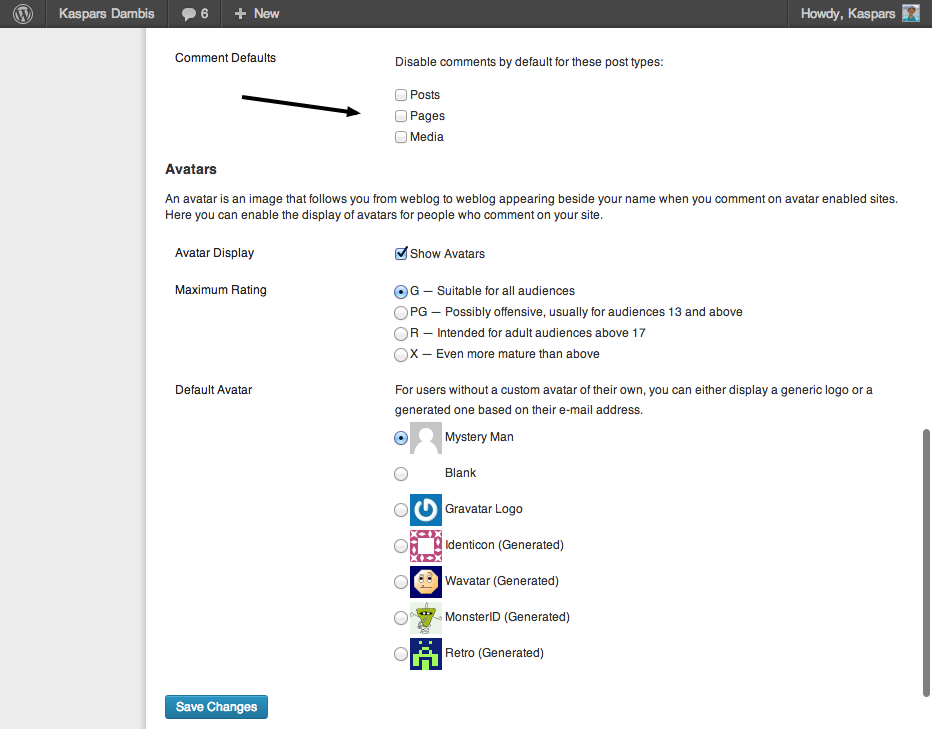 Kaspars Dambis 6 + New Howdy, Kaspars
Comment Defaults
Disable comments by default for these post types:
Posts
Pages
Media
Avatars
An avatar is an image that follows you from weblog to weblog appearing beside your name when you comment on avatar enabled sites.
Here you can enable the display of avatars for people who comment on your site.
Avatar Display
Show Avatars
Maximum Rating
G — Suitable for all audiences
PG — Possibly offensive, usually for audiences 13 and above
R — Intended for adult audiences above 17
X — Even more mature than above
Default Avatar
For users without a custom avatar of their own, you can either display a generic logo or a
generated one based on their e-mail address.
Mystery Man
Blank
Gravatar Logo
Identicon (Generated)
Wavatar (Generated)
MonsterID (Generated)
Retro (Generated)
Save Changes